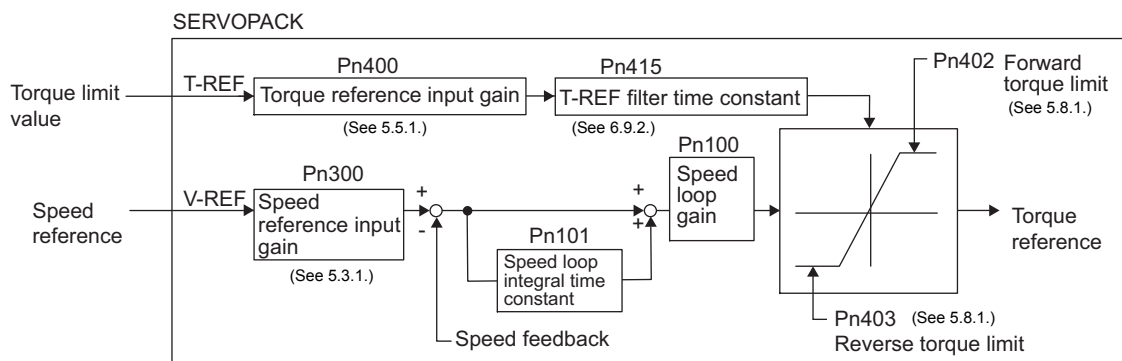 SERVOPACK
Torque limit
value
T-REF
Pn400
Torque reference input gain
(See 5.5.1.)
Pn415
T-REF filter time constant
(See 6.9.2.)
Pn402
Forward
torque limit
(See 5.8.1.)
Speed
reference
V-REF
Pn300
Speed
reference input
gain
(See 5.3.1.)
+
-
Pn101
Speed loop
integral time
constant
+
+
Pn100
Speed
loop
gain
Torque
reference
Speed feedback
Pn403
(See 5.8.1.)
Reverse torque limit